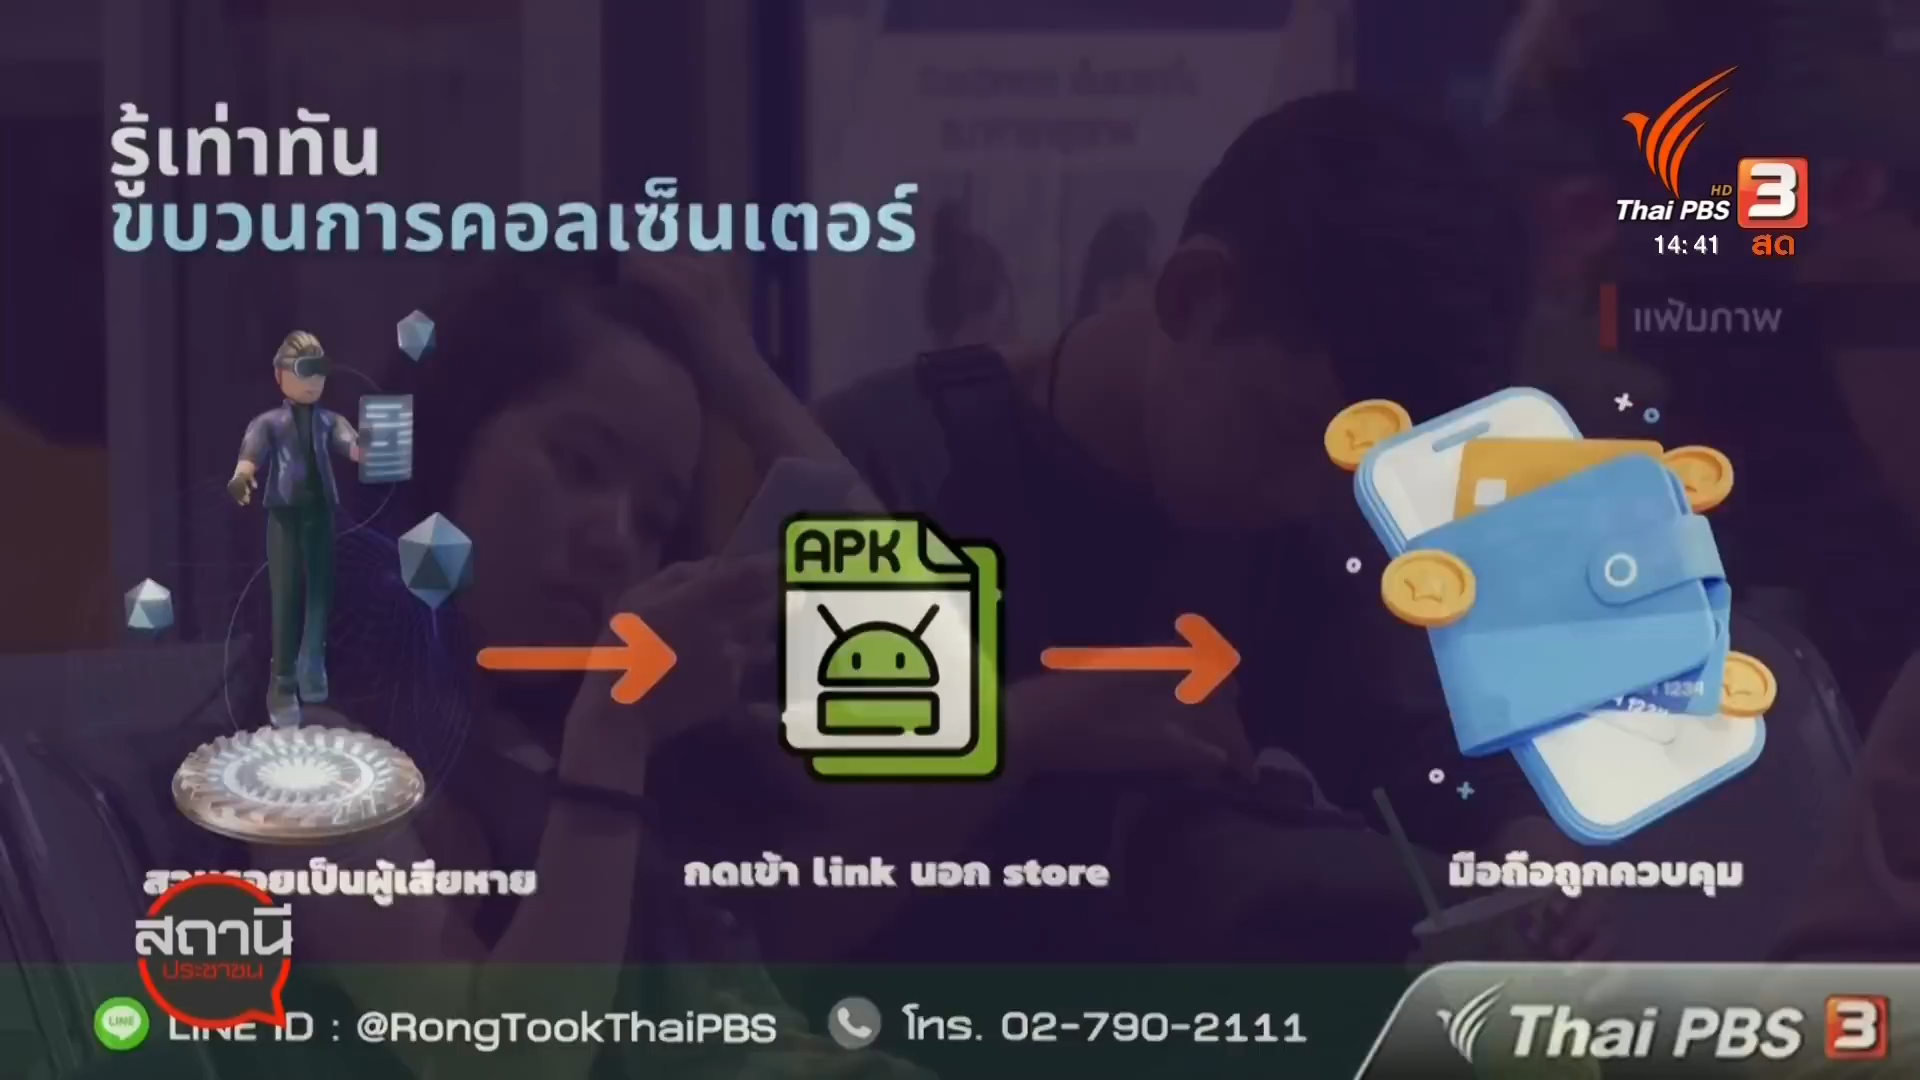 รู้เท่าทัน
ขบวนการคอลเซ็นเตอร์
HD
Thai PBS 3
14:41 สด
แฟ้มภาพ
APK
1234
เป็นผู้เสียหาย
กดเข้า link นอก store
มือถือถูกควบคุม
สถานี
ประชาชน
LINE
LINE ID : @RongTookThaiPBS
โทร. 02-790-2111
Thai PBS 3